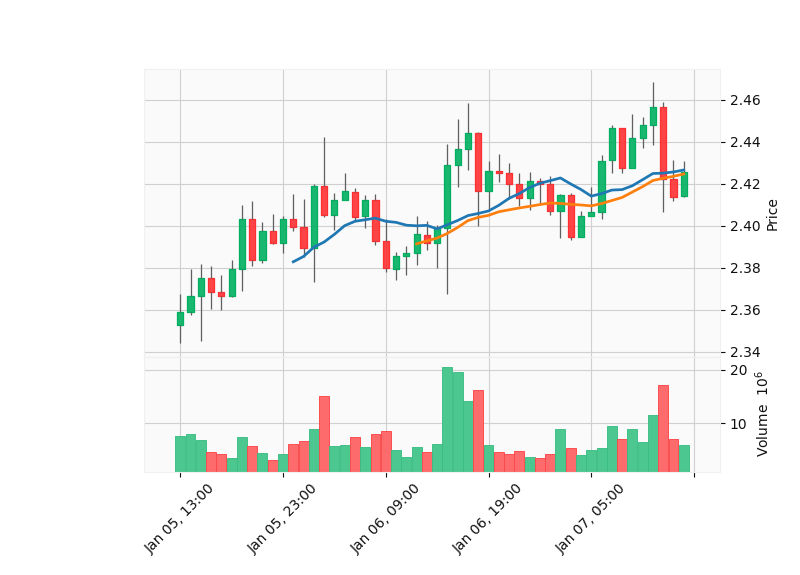 2.46
2.44
2.42
2.40
2.38
2.36
2.34
Price
20
10
Volume 10⁶
Jan 05, 13:00
Jan 05, 23:00
Jan 06, 09:00
Jan 06, 19:00
Jan 07, 05:00